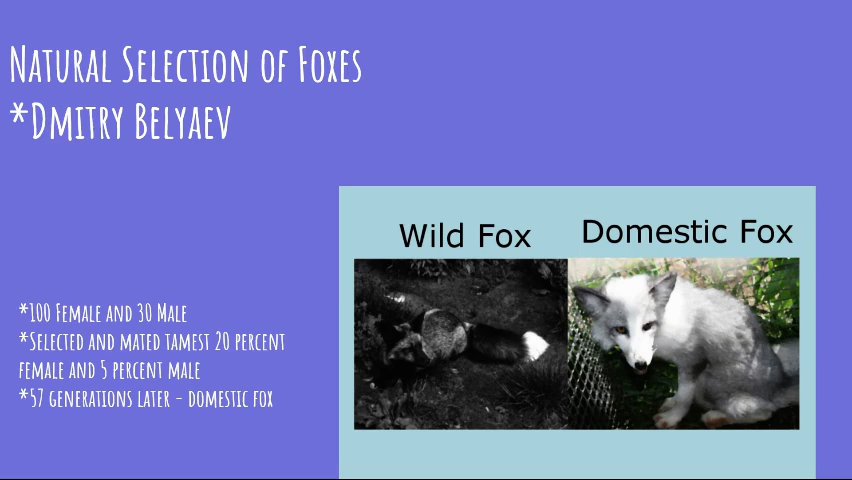 Natural Selection of Foxes
*Dmitry Belyaev
Wild Fox
Domestic Fox
*100 Female and 30 Male
*Selected and mated tamest 20 percent
female and 5 percent male
*57 generations later - domestic fox